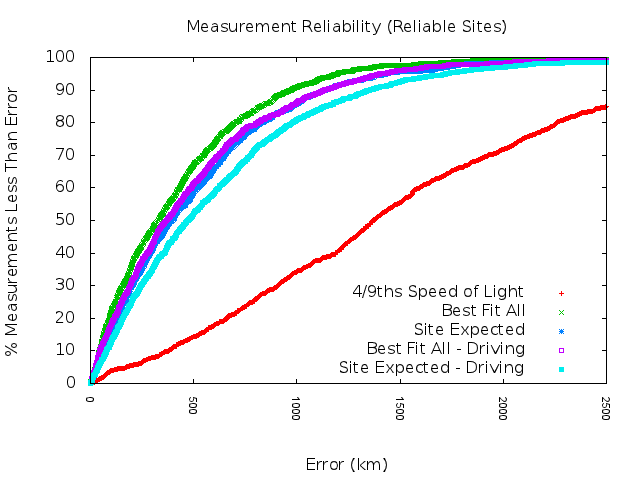 Measurement Reliability (Reliable Sites)
% Measurements Less Than Error
100
90
80
70
60
50
40
30
20
10
0
4/9ths Speed of Light
Best Fit All
Site Expected
Best Fit All - Driving
Site Expected - Driving
0
500
1000
1500
2000
2500
Error (km)